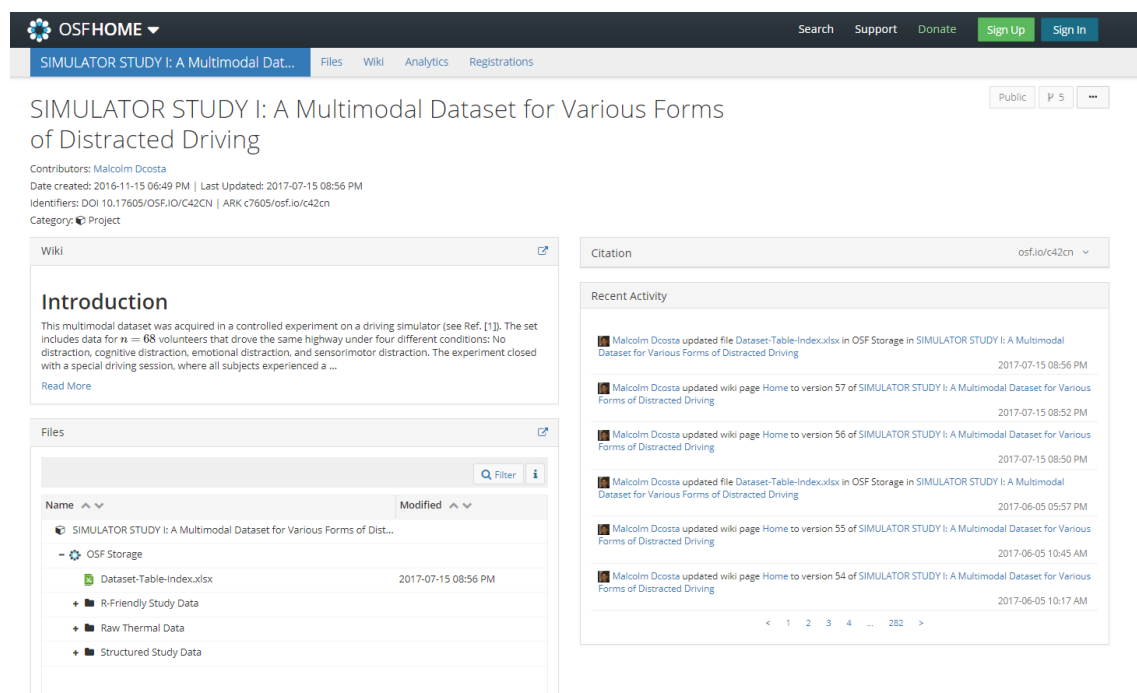 OSFHOME
Search Support Donate Sign Up Sign In
SIMULATOR STUDY I: A Multimodal Dat... Files Wiki Analytics Registrations
SIMULATOR STUDY I: A Multimodal Dataset for Various Forms
of Distracted Driving
Public 5 ...
Contributors: Malcolm Dcosta
Date created: 2016-11-15 06:49 PM | Last Updated: 2017-07-15 08:56 PM
Identifiers: DOI 10.17605/OSF.IO/C42CN | ARK c7605/osf.io/c42cn
Category: Project
Wiki
Introduction
This multimodal dataset was acquired in a controlled experiment on a driving simulator (see Ref. [1]). The set
includes data for n = 68 volunteers that drove the same highway under four different conditions: No
distraction, cognitive distraction, emotional distraction, and sensorimotor distraction. The experiment closed
with a special driving session, where all subjects experienced a ...
Read More
Files
Filter i
Name Modified
SIMULATOR STUDY I: A Multimodal Dataset for Various Forms of Dist...
– OSF Storage
Dataset-Table-Index.xlsx 2017-07-15 08:56 PM
+ R-Friendly Study Data
+ Raw Thermal Data
+ Structured Study Data
Citation osf.io/c42cn
Recent Activity
Malcolm Dcosta updated file Dataset-Table-Index.xlsx in OSF Storage in SIMULATOR STUDY I: A Multimodal
Dataset for Various Forms of Distracted Driving
2017-07-15 08:56 PM
Malcolm Dcosta updated wiki page Home to version 57 of SIMULATOR STUDY I: A Multimodal Dataset for Various
Forms of Distracted Driving
2017-07-15 08:52 PM
Malcolm Dcosta updated wiki page Home to version 56 of SIMULATOR STUDY I: A Multimodal Dataset for Various
Forms of Distracted Driving
2017-07-15 08:50 PM
Malcolm Dcosta updated file Dataset-Table-Index.xlsx in OSF Storage in SIMULATOR STUDY I: A Multimodal
Dataset for Various Forms of Distracted Driving
2017-06-05 05:57 PM
Malcolm Dcosta updated wiki page Home to version 55 of SIMULATOR STUDY I: A Multimodal Dataset for Various
Forms of Distracted Driving
2017-06-05 10:45 AM
Malcolm Dcosta updated wiki page Home to version 54 of SIMULATOR STUDY I: A Multimodal Dataset for Various
Forms of Distracted Driving
2017-06-05 10:17 AM
< 1 2 3 4 ... 282 >